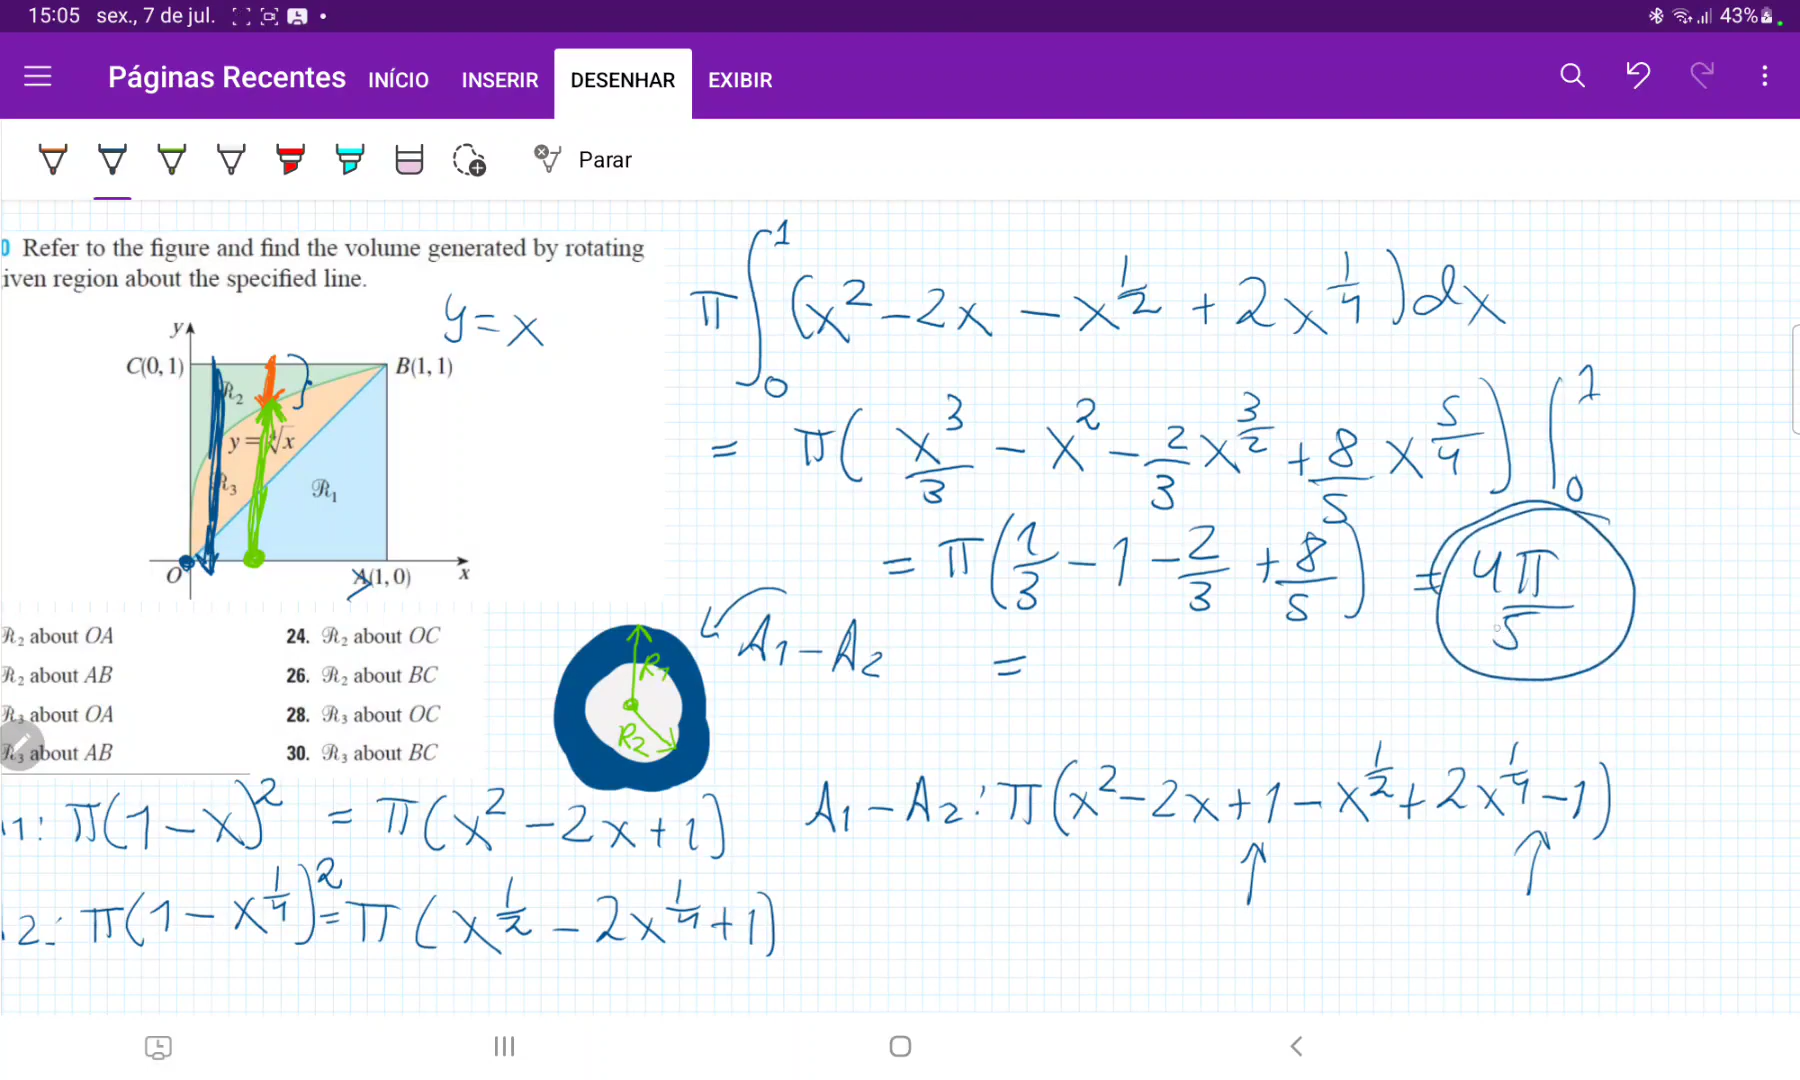 15:05 sex., 7 de jul. 43%
Páginas Recentes INÍCIO INSERIR DESENHAR EXIBIR
Parar
0 Refer to the figure and find the volume generated by rotating
iven region about the specified line.
y = x
y
C(0, 1) B(1, 1)
R₂
y = ∜x
R₃ R₁
O A(1, 0) x
R₂ about OA 24. R₂ about OC
R₂ about AB 26. R₂ about BC
R₃ about OA 28. R₃ about OC
R₃ about AB 30. R₃ about BC
R1
R2
π∫₀¹ (x² - 2x - x^(1/2) + 2x^(1/4)) dx
= π( x³/3 - x² - 2/3 x^(3/2) + 8/5 x^(5/4) ) |₀¹
= π( 1/3 - 1 - 2/3 + 8/5 ) = 4π/5
A1 - A2 =
1: π(1 - x)² = π(x² - 2x + 1)
2: π(1 - x^(1/4))² = π(x^(1/2) - 2x^(1/4) + 1)
A1 - A2: π(x² - 2x + 1 - x^(1/2) + 2x^(1/4) - 1)